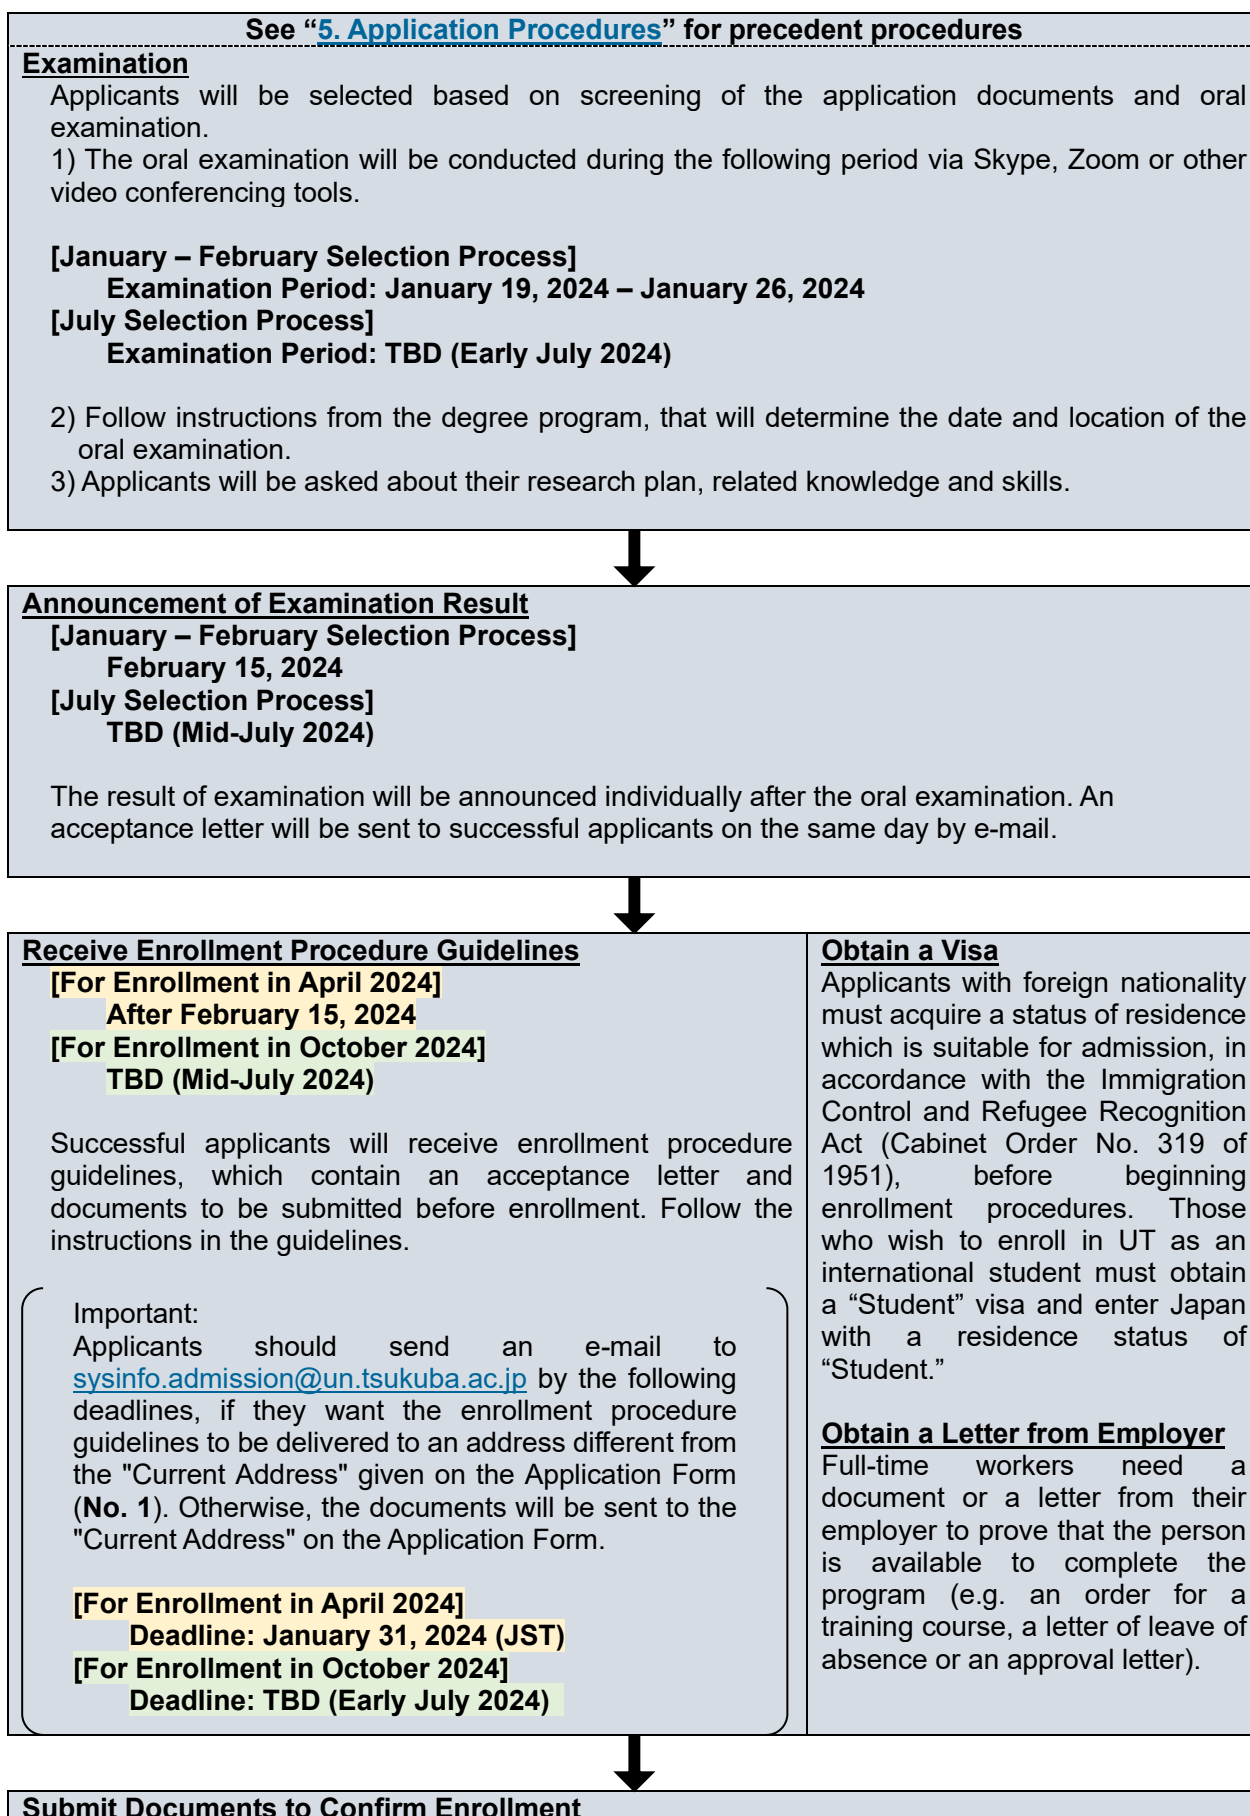 See “5. Application Procedures” for precedent procedures
Examination
Applicants will be selected based on screening of the application documents and oral
examination.
1) The oral examination will be conducted during the following period via Skype, Zoom or other
video conferencing tools.
[January – February Selection Process]
Examination Period: January 19, 2024 – January 26, 2024
[July Selection Process]
Examination Period: TBD (Early July 2024)
2) Follow instructions from the degree program, that will determine the date and location of the
oral examination.
3) Applicants will be asked about their research plan, related knowledge and skills.
Announcement of Examination Result
[January – February Selection Process]
February 15, 2024
[July Selection Process]
TBD (Mid-July 2024)
The result of examination will be announced individually after the oral examination. An
acceptance letter will be sent to successful applicants on the same day by e-mail.
Receive Enrollment Procedure Guidelines
[For Enrollment in April 2024]
After February 15, 2024
[For Enrollment in October 2024]
TBD (Mid-July 2024)
Successful applicants will receive enrollment procedure
guidelines, which contain an acceptance letter and
documents to be submitted before enrollment. Follow the
instructions in the guidelines.
Important:
Applicants should send an e-mail to
sysinfo.admission@un.tsukuba.ac.jp by the following
deadlines, if they want the enrollment procedure
guidelines to be delivered to an address different from
the "Current Address" given on the Application Form
(No. 1). Otherwise, the documents will be sent to the
"Current Address" on the Application Form.
[For Enrollment in April 2024]
Deadline: January 31, 2024 (JST)
[For Enrollment in October 2024]
Deadline: TBD (Early July 2024)
Obtain a Visa
Applicants with foreign nationality
must acquire a status of residence
which is suitable for admission, in
accordance with the Immigration
Control and Refugee Recognition
Act (Cabinet Order No. 319 of
1951), before beginning
enrollment procedures. Those
who wish to enroll in UT as an
international student must obtain
a “Student” visa and enter Japan
with a residence status of
“Student.”
Obtain a Letter from Employer
Full-time workers need a
document or a letter from their
employer to prove that the person
is available to complete the
program (e.g. an order for a
training course, a letter of leave of
absence or an approval letter).
Submit Documents to Confirm Enrollment